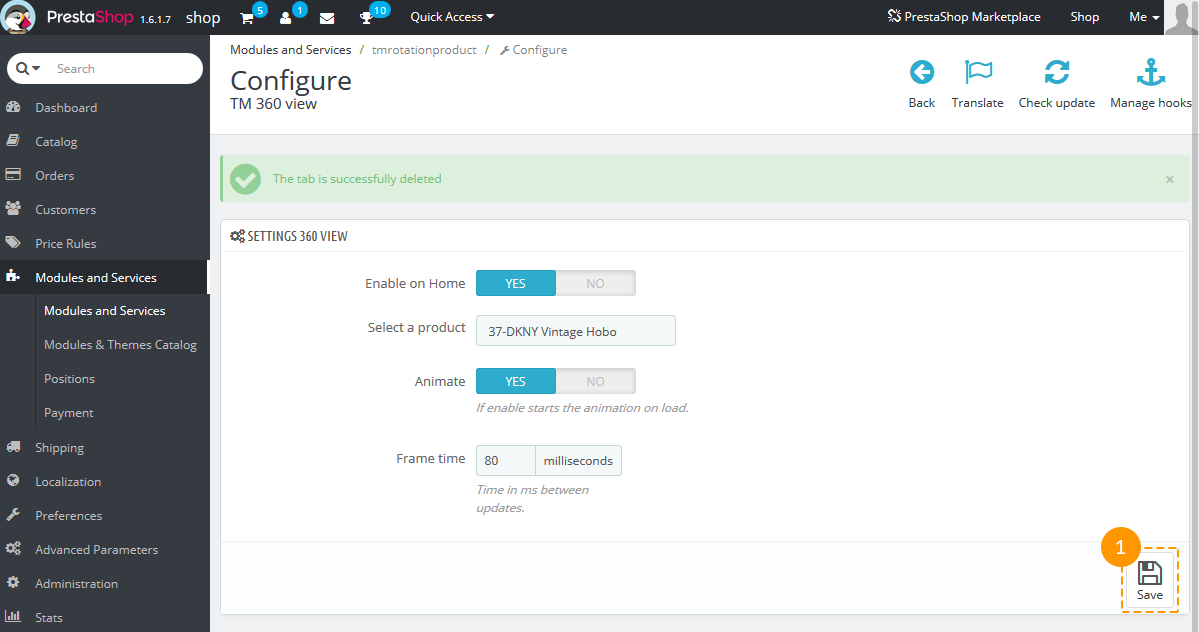 PrestaShop 1.6.1.7 shop 5 1 10 Quick Access PrestaShop Marketplace Shop Me
Search
Dashboard
Catalog
Orders
Customers
Price Rules
Modules and Services
Modules and Services
Modules & Themes Catalog
Positions
Payment
Shipping
Localization
Preferences
Advanced Parameters
Administration
Stats
Modules and Services / tmrotationproduct / Configure
Configure
TM 360 view
Back Translate Check update Manage hooks
The tab is successfully deleted ×
SETTINGS 360 VIEW
Enable on Home YES NO
Select a product 37-DKNY Vintage Hobo
Animate YES NO
If enable starts the animation on load.
Frame time 80 milliseconds
Time in ms between
updates.
1
Save